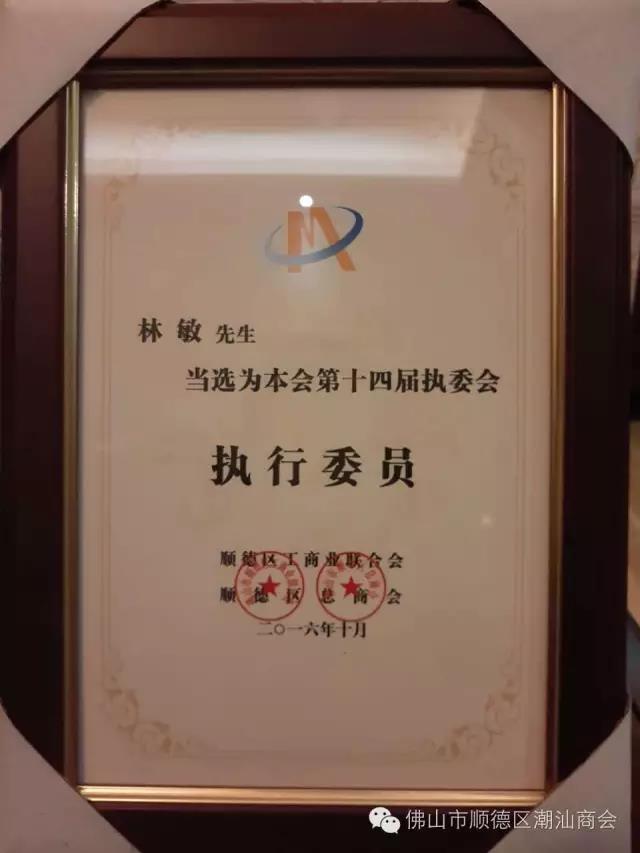 林敏 先生
当选为本会第十四届执委会
执行委员
顺德区工商业联合会
顺德区总商会
二〇一六年十月
佛山市顺德区潮汕商会